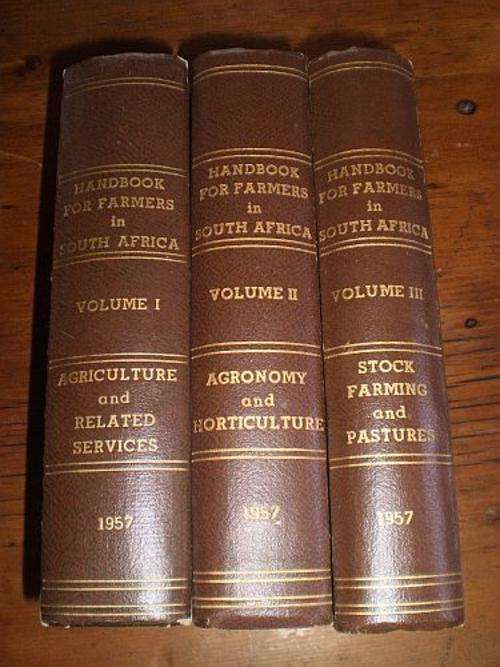 HANDBOOK
FOR FARMERS
in
SOUTH AFRICA
VOLUME I
AGRICULTURE
and
RELATED
SERVICES
1957
HANDBOOK
FOR FARMERS
in
SOUTH AFRICA
VOLUME II
AGRONOMY
and
HORTICULTURE
1957
HANDBOOK
FOR FARMERS
in
SOUTH AFRICA
VOLUME III
STOCK
FARMING
and
PASTURES
1957